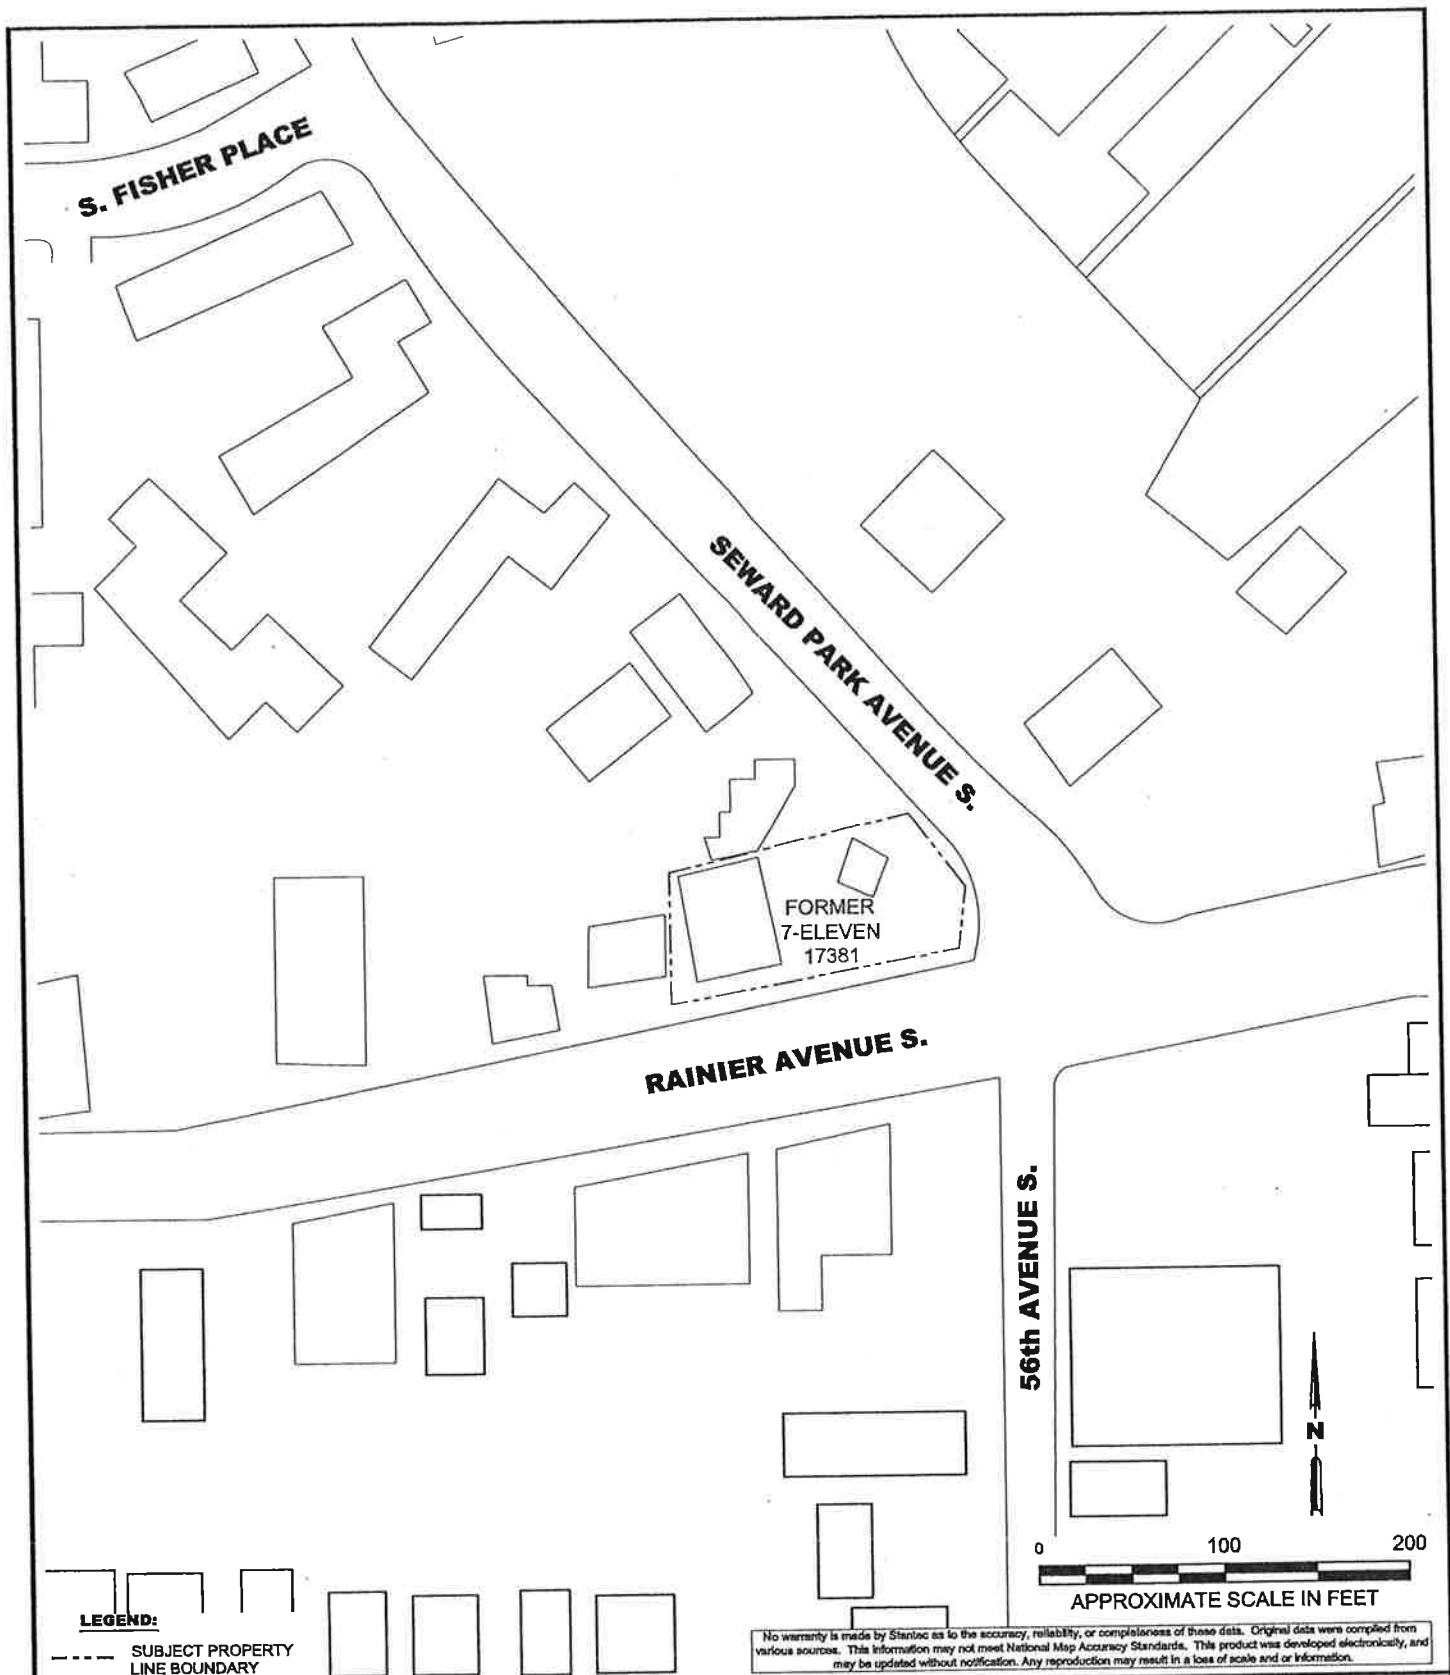 S. FISHER PLACE
SEWARD PARK AVENUE S.
FORMER
7-ELEVEN
17381
RAINIER AVENUE S.
56th AVENUE S.
N
0 100 200
APPROXIMATE SCALE IN FEET
LEGEND:
SUBJECT PROPERTY
LINE BOUNDARY
No warranty is made by Stantec as to the accuracy, reliability, or completeness of these data. Original data were compiled from
various sources. This information may not meet National Map Accuracy Standards. This product was developed electronically, and
may be updated without notification. Any reproduction may result in a loss of scale and or information.